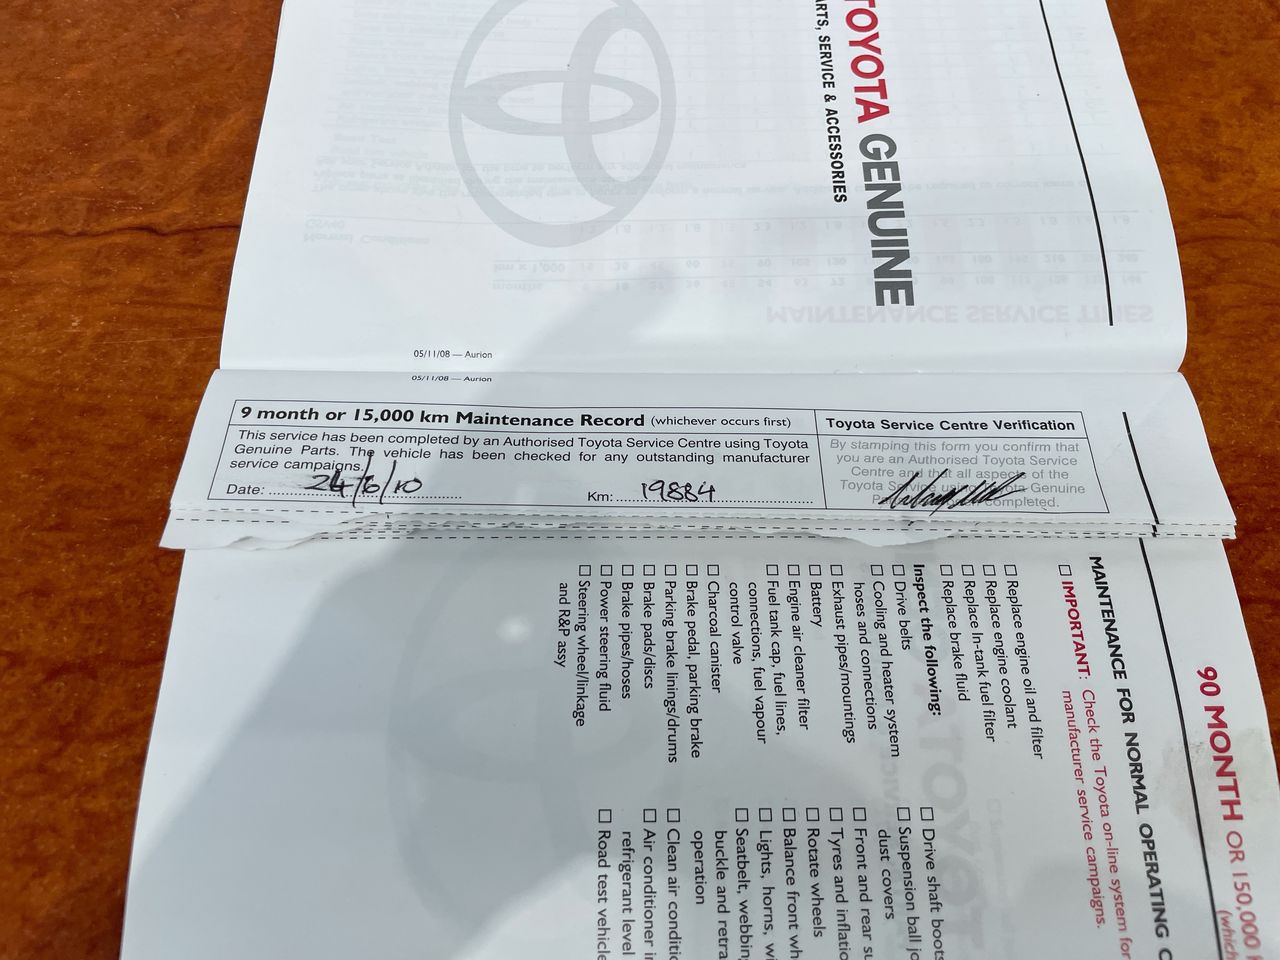 TOYOTA GENUINE
PARTS, SERVICE & ACCESSORIES
MAINTENANCE SERVICE TIMES
05/11/08 — Aurion
05/11/08 — Aurion
9 month or 15,000 km Maintenance Record (whichever occurs first)
This service has been completed by an Authorised Toyota Service Centre using Toyota
Genuine Parts. The vehicle has been checked for any outstanding manufacturer
service campaigns.
Date: 24/6/10
Km: 19884
Toyota Service Centre Verification
By stamping this form you confirm that
you are an Authorised Toyota Service
Centre and that all aspects of the
Toyota Service using Toyota Genuine
completed.
90 MONTH OR 150,000
MAINTENANCE FOR NORMAL OPERATING
☐ IMPORTANT: Check the Toyota on-line system for
manufacturer service campaigns.
☐ Replace engine oil and filter
☐ Replace engine coolant
☐ Replace In-tank fuel filter
☐ Replace brake fluid
Inspect the following:
☐ Drive belts
☐ Cooling and heater system
hoses and connections
☐ Exhaust pipes/mountings
☐ Battery
☐ Engine air cleaner filter
☐ Fuel tank cap, fuel lines,
connections, fuel vapour
control valve
☐ Charcoal canister
☐ Brake pedal, parking brake
☐ Parking brake linings/drums
☐ Brake pads/discs
☐ Brake pipes/hoses
☐ Power steering fluid
☐ Steering wheel/linkage
and R&P assy
☐ Drive shaft boots
☐ Suspension ball
dust covers
☐ Front and rear
☐ Tyres and
☐ Rotate wheels
☐ Balance front
☐ Lights, horns,
☐ Seatbelt, webbing
buckle and
operation
☐ Clean air
☐ Air conditioner
refrigerant level
☐ Road test vehicle